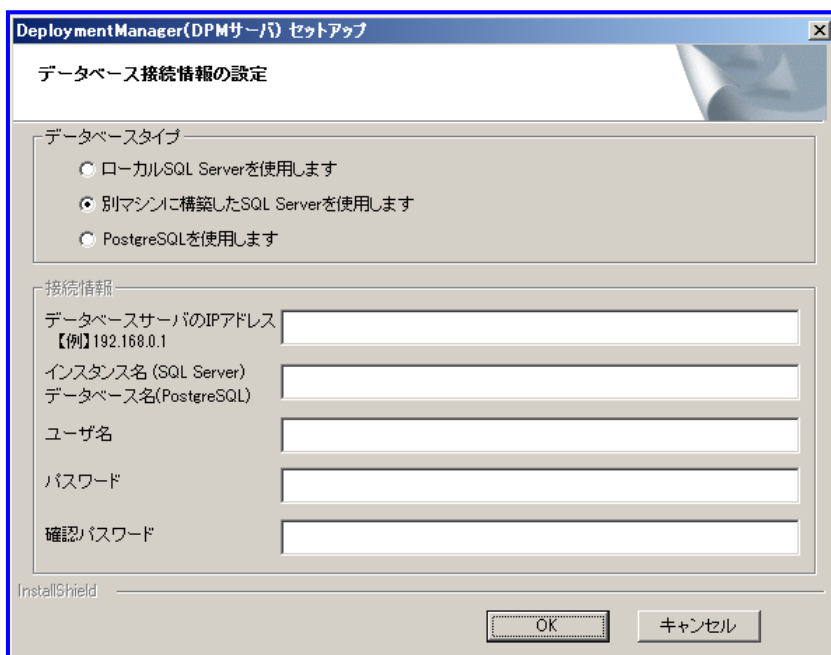 DeploymentManager(DPMサーバ) セットアップ
データベース接続情報の設定
データベースタイプ
ローカルSQL Serverを使用します
別マシンに構築したSQL Serverを使用します
PostgreSQLを使用します
接続情報
データベースサーバのIPアドレス
【例】192.168.0.1
インスタンス名 (SQL Server)
データベース名(PostgreSQL)
ユーザ名
パスワード
確認パスワード
InstallShield
OK
キャンセル